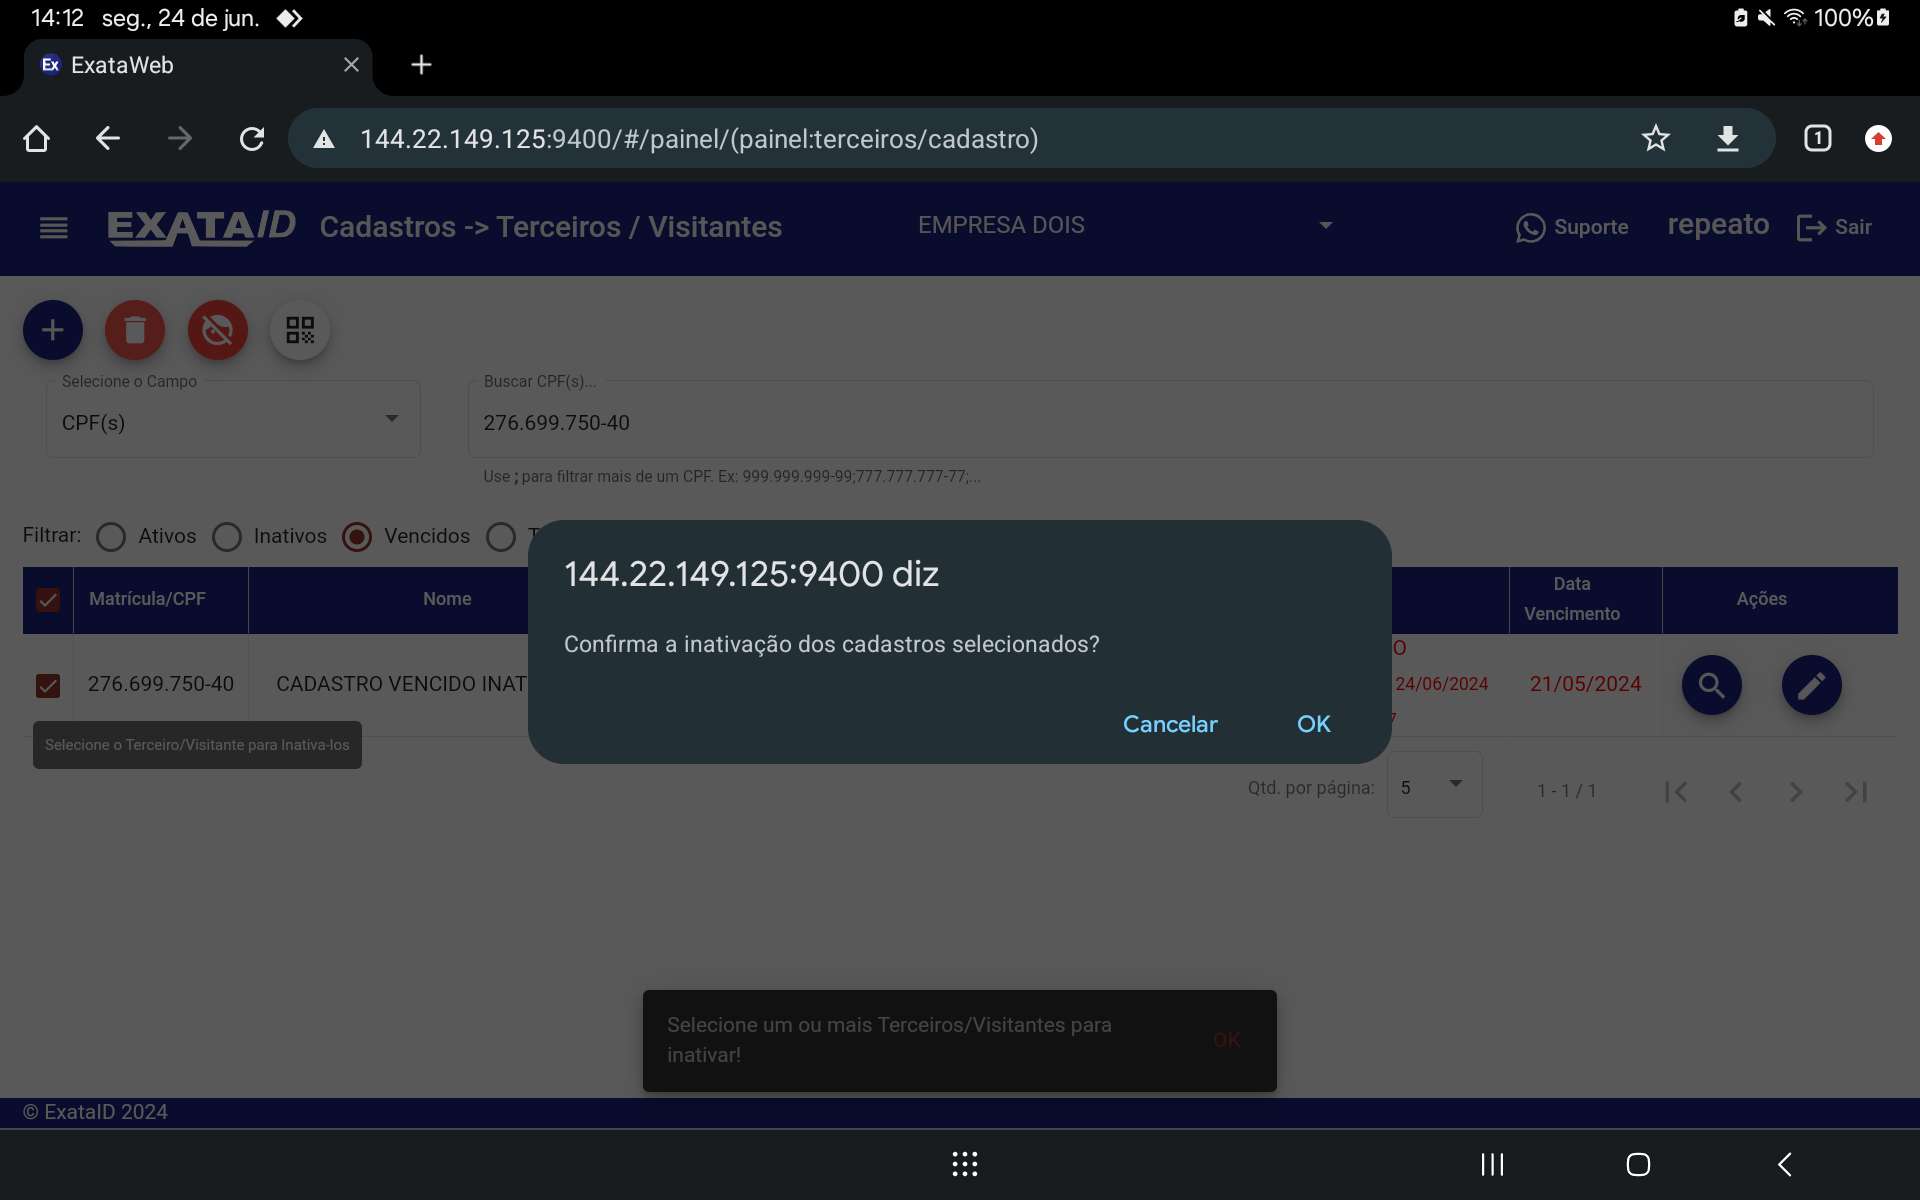 14:12 seg., 24 de jun.
100%
Ex ExataWeb
144.22.149.125:9400/#/painel/(painel:terceiros/cadastro)
1
EXATAID Cadastros -> Terceiros / Visitantes
EMPRESA DOIS
Suporte
repeato
Sair
Selecione o Campo
CPF(s)
Buscar CPF(s)...
276.699.750-40
Use ; para filtrar mais de um CPF. Ex: 999.999.999-99;777.777.777-77;...
Filtrar: Ativos Inativos Vencidos T
144.22.149.125:9400 diz
Confirma a inativação dos cadastros selecionados?
Cancelar OK
Matrícula/CPF
Nome
Data
Vencimento
Ações
276.699.750-40
CADASTRO VENCIDO INAT
O
24/06/2024
7
21/05/2024
Selecione o Terceiro/Visitante para Inativa-los
Qtd. por página: 5
1 - 1 / 1
Selecione um ou mais Terceiros/Visitantes para
inativar!
OK
© ExataID 2024